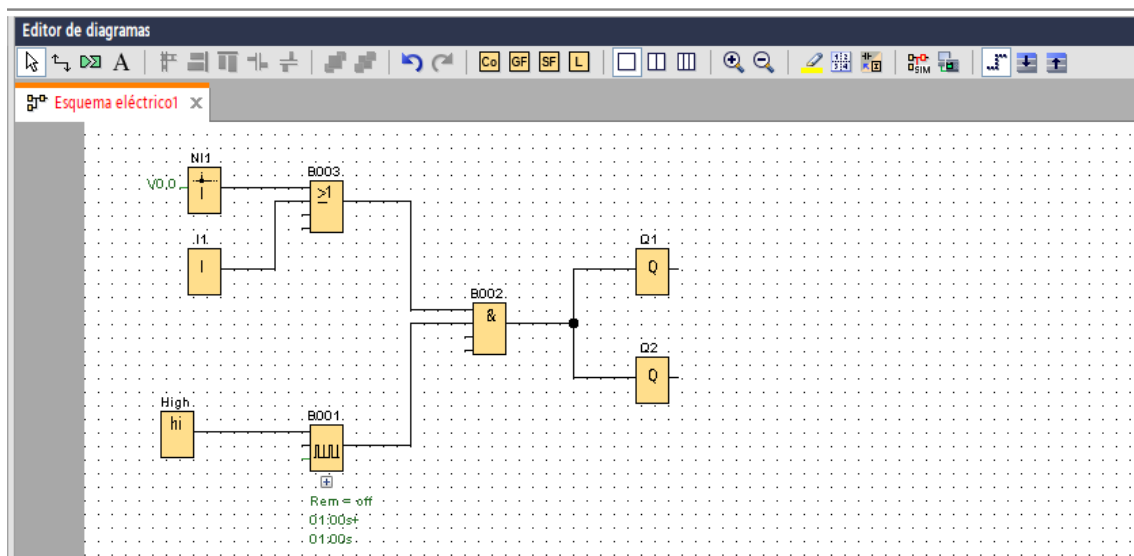 Editor de diagramas
A
Co GF SF L
SIM
Esquema eléctrico1
NI1
V0.0
I
B003
>1
I1
I
Q1
Q
B002
&
Q2
Q
High
hi
B001
Rem = off
01:00s+
01:00s